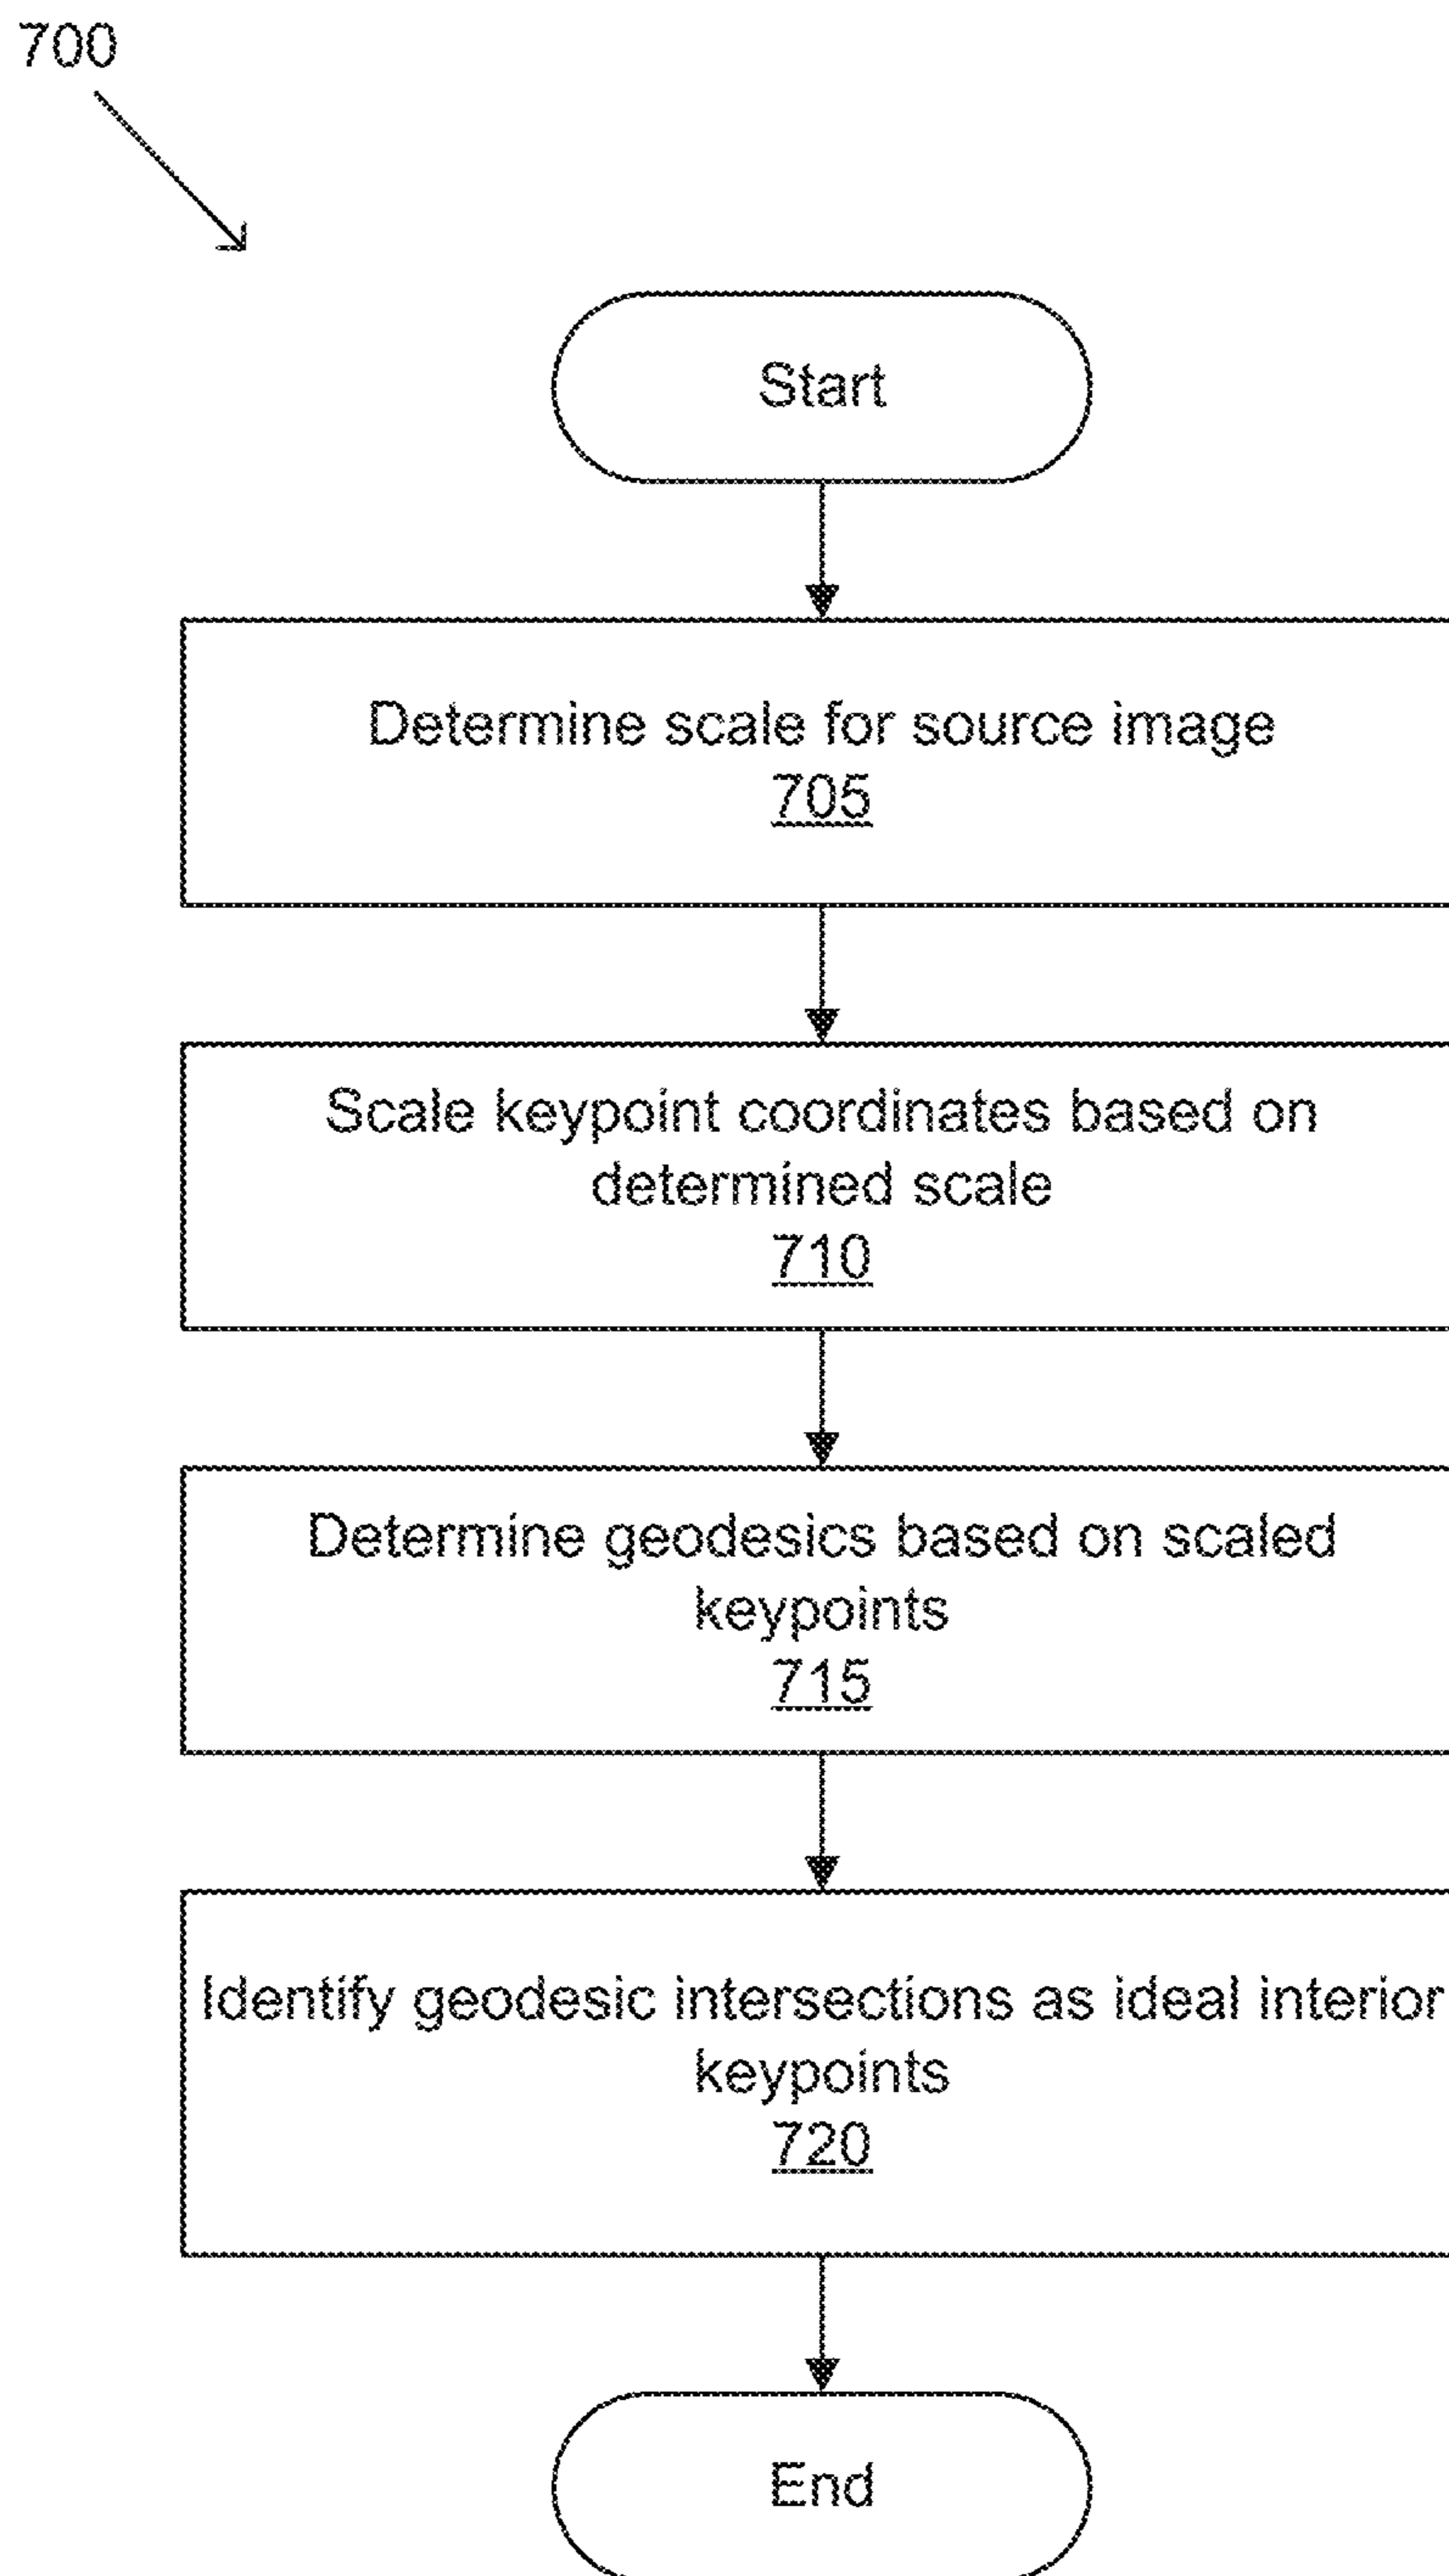 700
Start
Determine scale for source image
705
Scale keypoint coordinates based on
determined scale
710
Determine geodesics based on scaled
keypoints
715
Identify geodesic intersections as ideal interior
keypoints
720
End